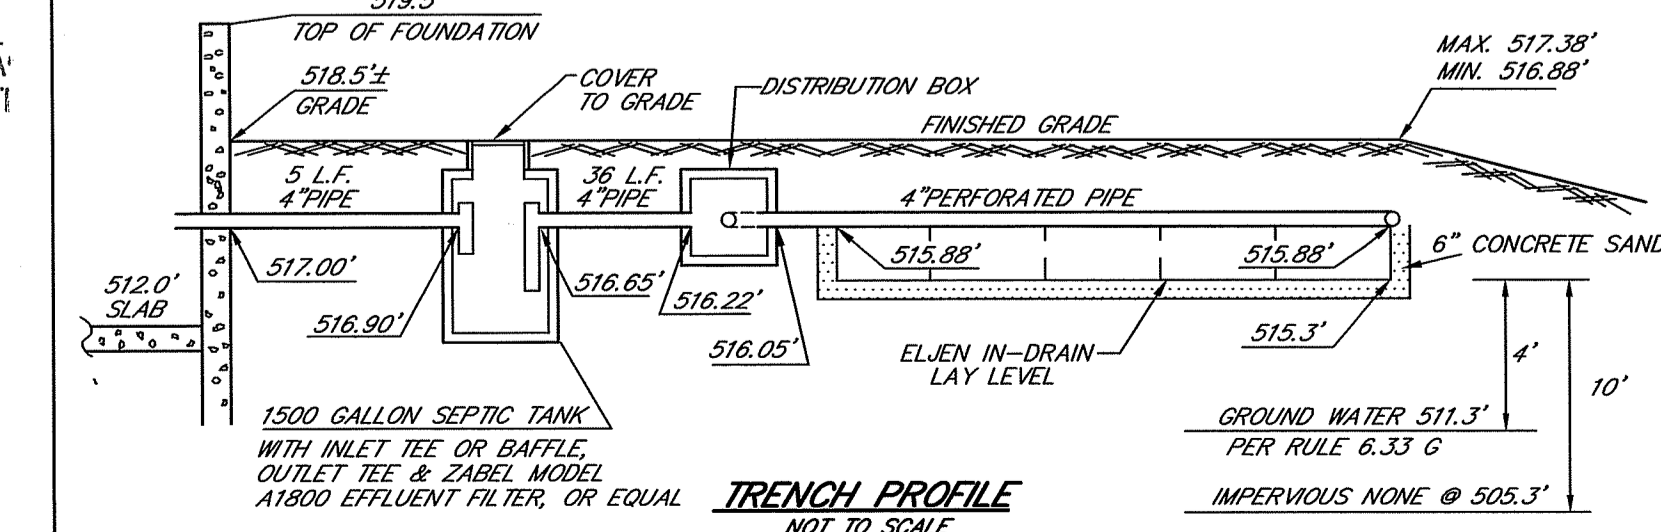 519.5
TOP OF FOUNDATION
518.5'±
GRADE
COVER
TO GRADE
DISTRIBUTION BOX
FINISHED GRADE
MAX. 517.38'
MIN. 516.88'
5 L.F.
4"PIPE
36 L.F.
4"PIPE
4"PERFORATED PIPE
6" CONCRETE SAND
512.0'
SLAB
517.00'
516.90'
516.65'
516.22'
516.05'
515.88'
515.88'
515.3'
ELJEN IN-DRAIN
LAY LEVEL
4'
10'
1500 GALLON SEPTIC TANK
WITH INLET TEE OR BAFFLE,
OUTLET TEE & ZABEL MODEL
A1800 EFFLUENT FILTER, OR EQUAL
GROUND WATER 511.3'
PER RULE 6.33 G
IMPERVIOUS NONE @ 505.3'
TRENCH PROFILE
NOT TO SCALE